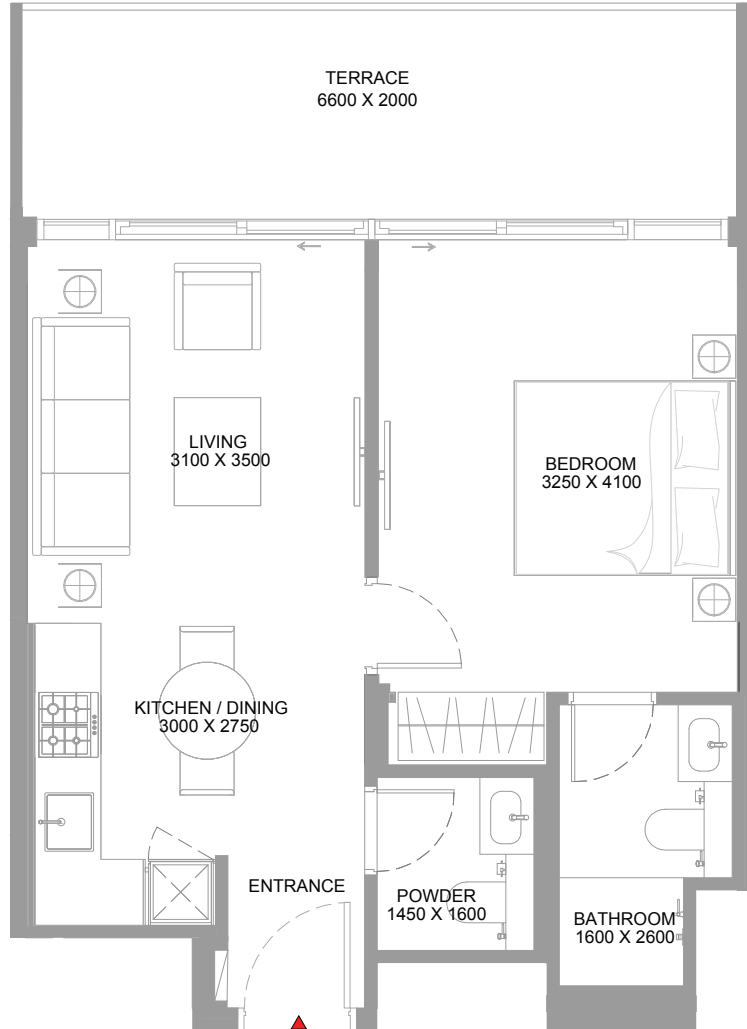 TERRACE
6600 X 2000
LIVING
3100 X 3500
BEDROOM
3250 X 4100
KITCHEN / DINING
3000 X 2750
ENTRANCE
POWDER
1450 X 1600
BATHROOM
1600 X 2600